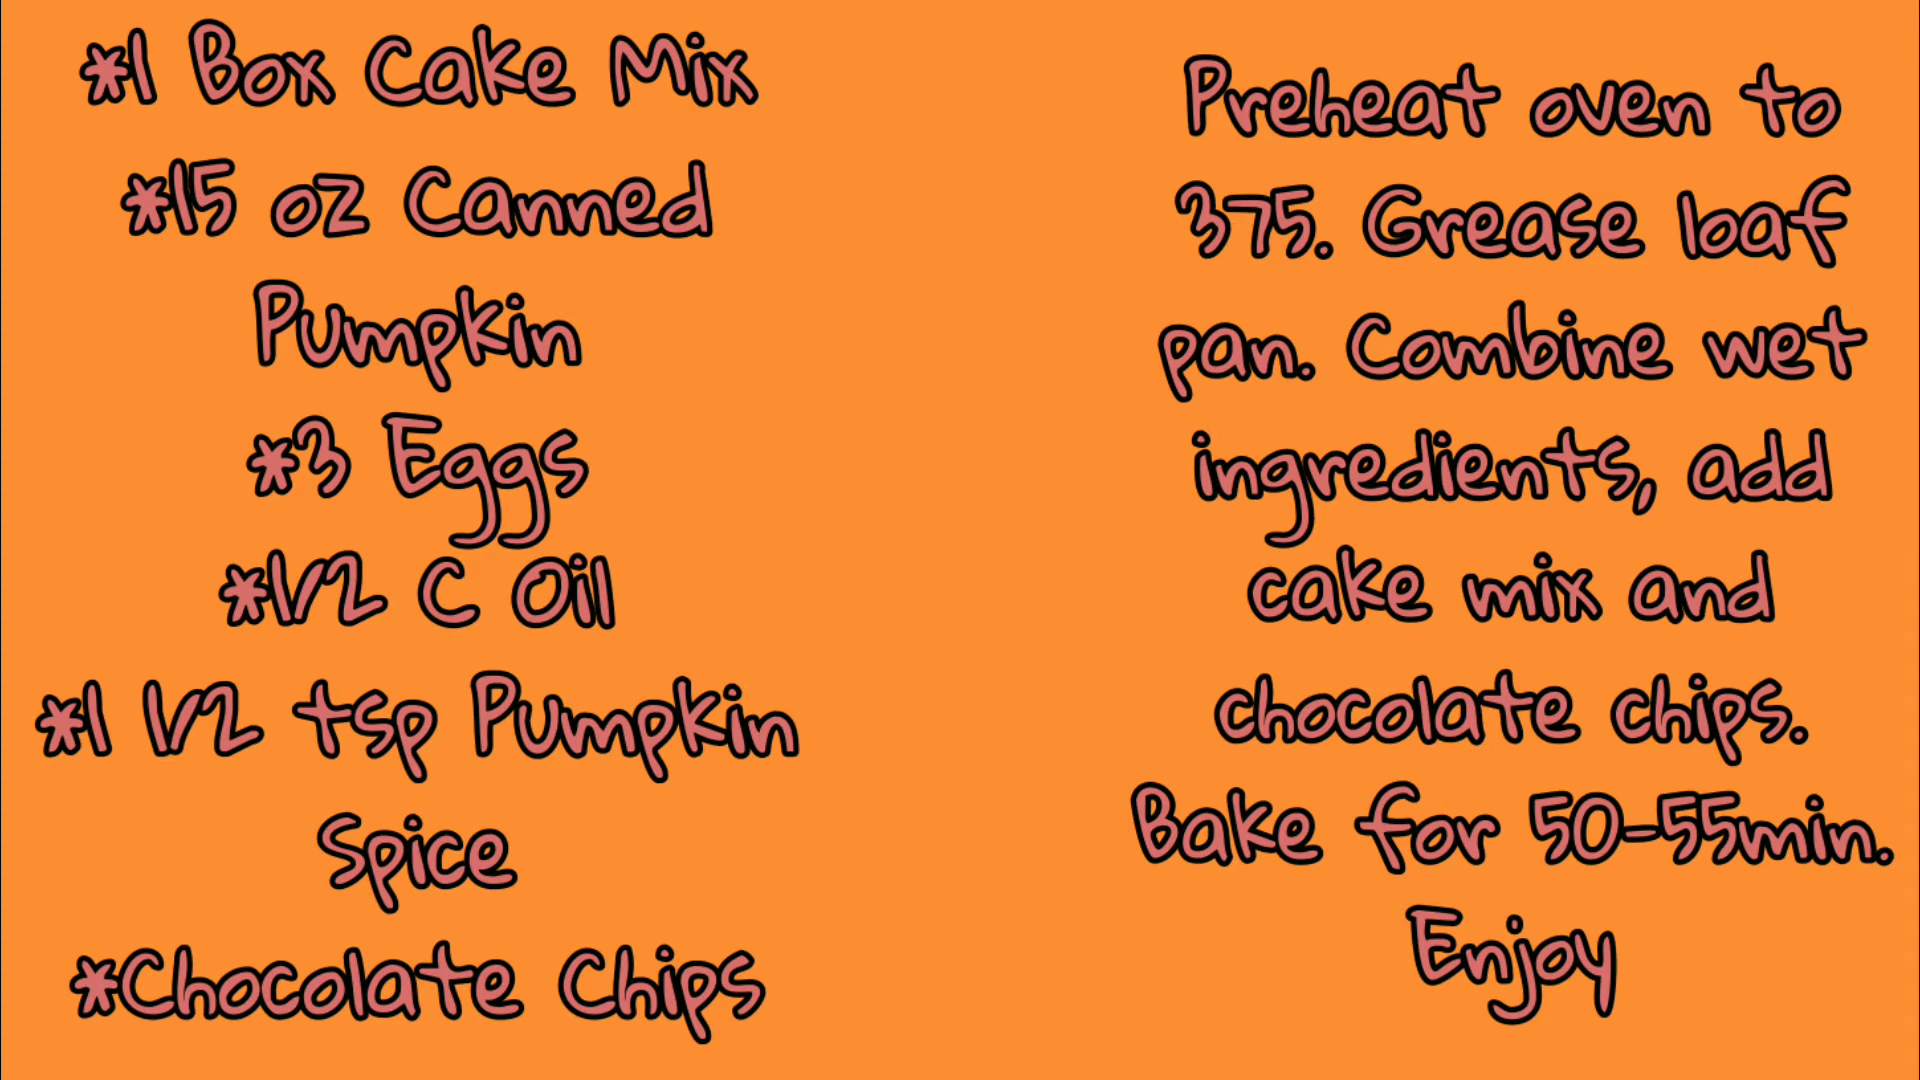 *1 Box Cake Mix
*15 oz Canned
Pumpkin
*3 Eggs
*1/2 C Oil
*1 1/2 tsp Pumpkin
Spice
*Chocolate Chips
Preheat oven to
375. Grease loaf
pan. Combine wet
ingredients, add
cake mix and
chocolate chips.
Bake for 50-55min.
Enjoy